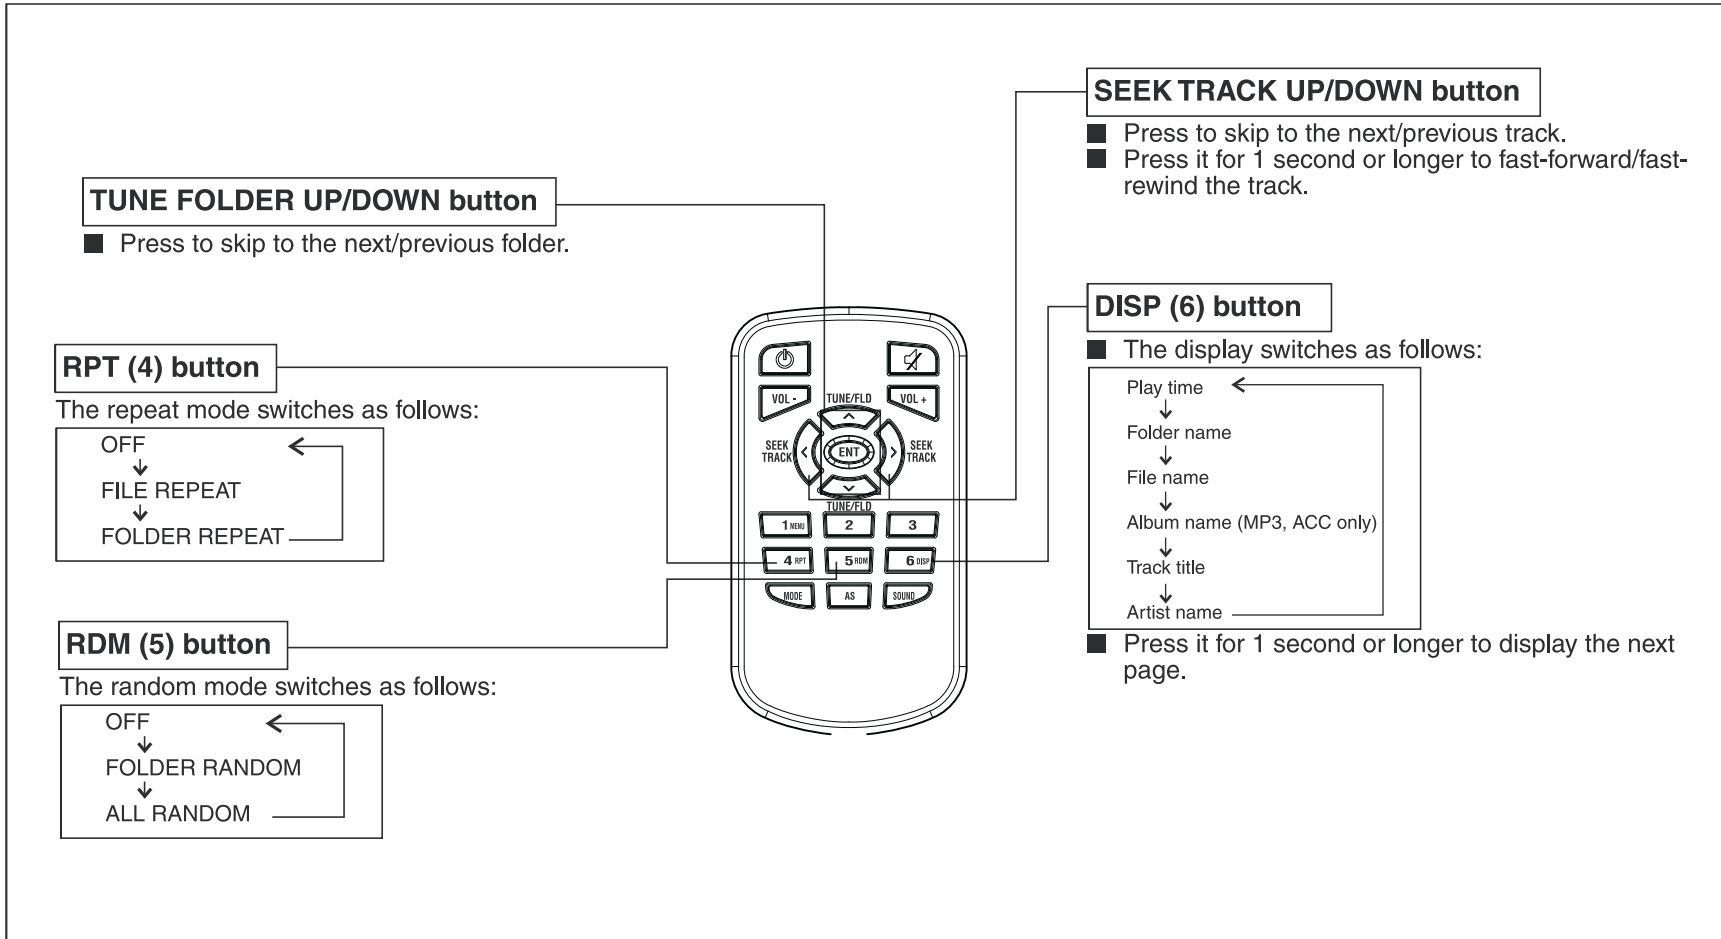 TUNE FOLDER UP/DOWN button
■ Press to skip to the next/previous folder.
RPT (4) button
The repeat mode switches as follows:
OFF
FILE REPEAT
FOLDER REPEAT
RDM (5) button
The random mode switches as follows:
OFF
FOLDER RANDOM
ALL RANDOM
VOL -
TUNE/FLD
VOL +
SEEK
TRACK
ENT
SEEK
TRACK
TUNE/FLD
1 MENU
2
3
4 RPT
5 RDM
6 DISP
MODE
AS
SOUND
SEEK TRACK UP/DOWN button
■ Press to skip to the next/previous track.
■ Press it for 1 second or longer to fast-forward/fast-
rewind the track.
DISP (6) button
■ The display switches as follows:
Play time
Folder name
File name
Album name (MP3, ACC only)
Track title
Artist name
■ Press it for 1 second or longer to display the next
page.